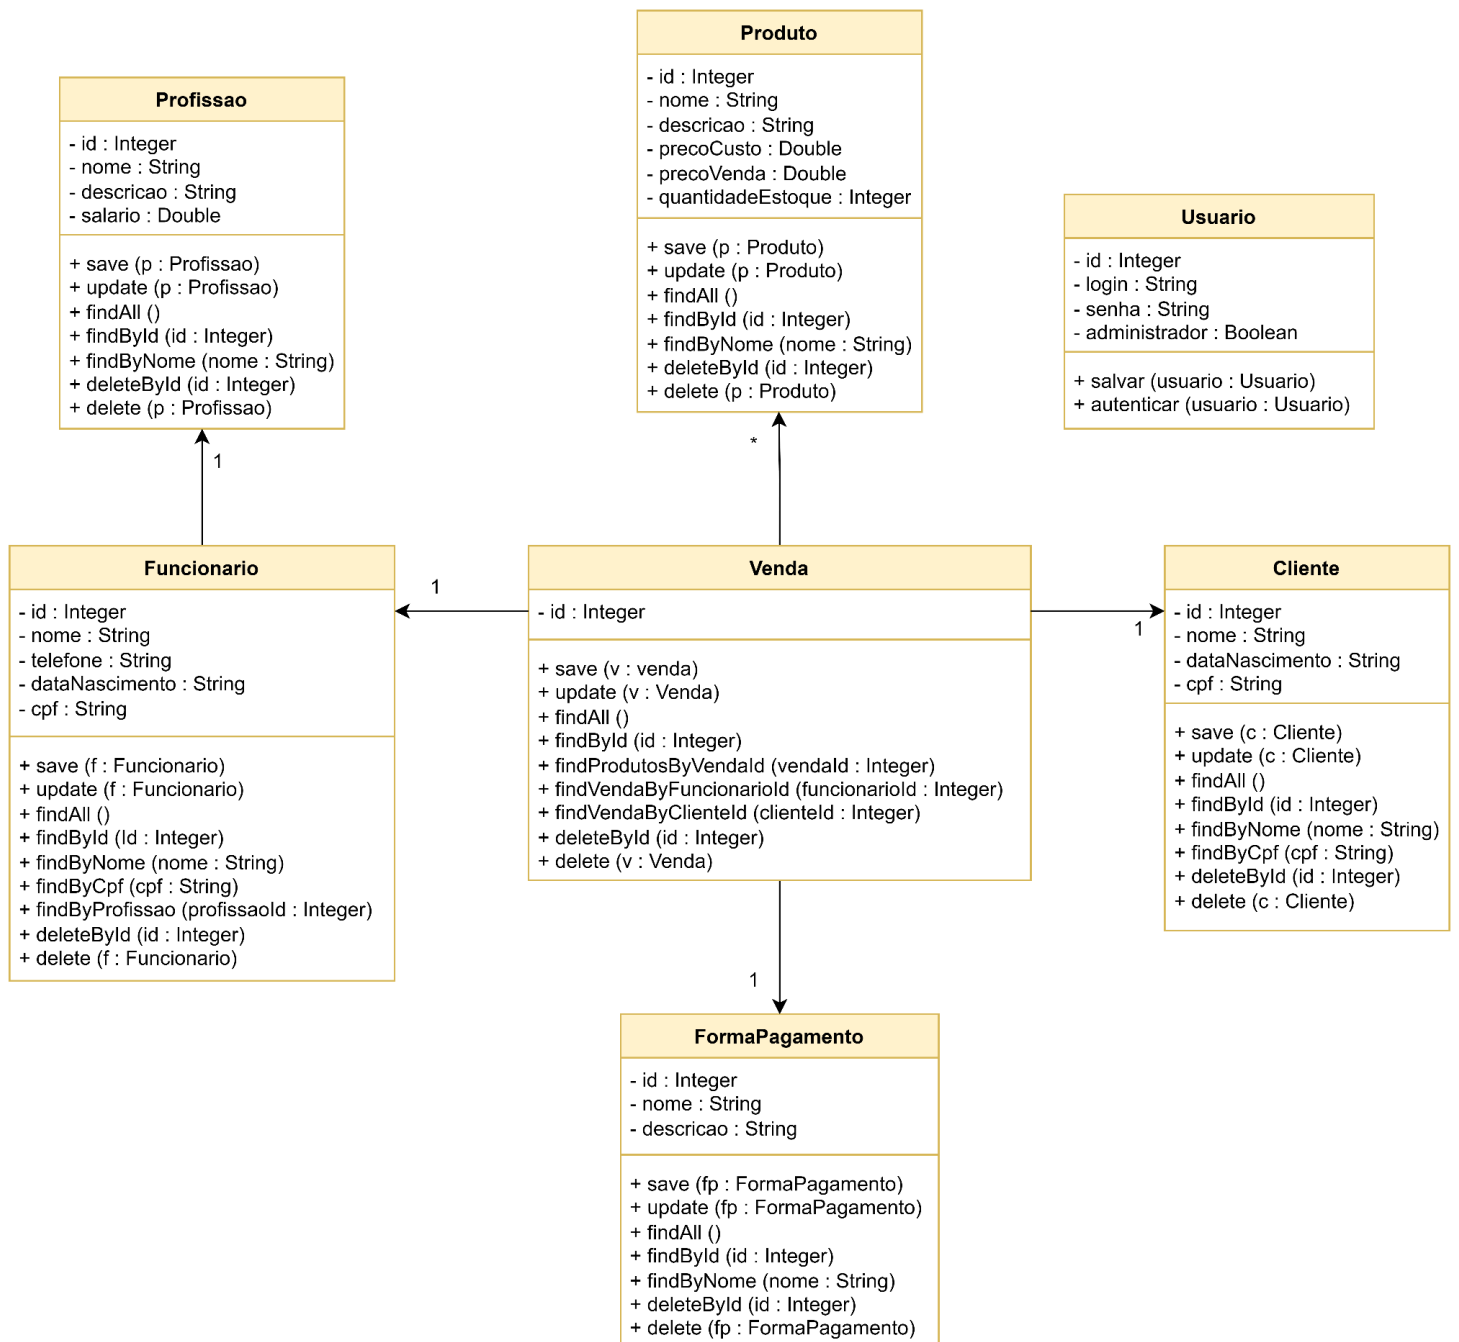 Produto
- id : Integer
- nome : String
- descricao : String
- precoCusto : Double
- precoVenda : Double
- quantidadeEstoque : Integer
+ save (p : Produto)
+ update (p : Produto)
+ findAll ()
+ findById (id : Integer)
+ findByNome (nome : String)
+ deleteById (id : Integer)
+ delete (p : Produto)
*
Profissao
- id : Integer
- nome : String
- descricao : String
- salario : Double
+ save (p : Profissao)
+ update (p : Profissao)
+ findAll ()
+ findById (id : Integer)
+ findByNome (nome : String)
+ deleteById (id : Integer)
+ delete (p : Profissao)
1
Usuario
- id : Integer
- login : String
- senha : String
- administrador : Boolean
+ salvar (usuario : Usuario)
+ autenticar (usuario : Usuario)
Funcionario
- id : Integer
- nome : String
- telefone : String
- dataNascimento : String
- cpf : String
+ save (f : Funcionario)
+ update (f : Funcionario)
+ findAll ()
+ findById (Id : Integer)
+ findByNome (nome : String)
+ findByCpf (cpf : String)
+ findByProfissao (profissaoId : Integer)
+ deleteById (id : Integer)
+ delete (f : Funcionario)
1
Venda
- id : Integer
+ save (v : venda)
+ update (v : Venda)
+ findAll ()
+ findById (id : Integer)
+ findProdutosByVendaId (vendaId : Integer)
+ findVendaByFuncionarioId (funcionarioId : Integer)
+ findVendaByClienteId (clienteId : Integer)
+ deleteById (id : Integer)
+ delete (v : Venda)
1
Cliente
- id : Integer
- nome : String
- dataNascimento : String
- cpf : String
+ save (c : Cliente)
+ update (c : Cliente)
+ findAll ()
+ findById (id : Integer)
+ findByNome (nome : String)
+ findByCpf (cpf : String)
+ deleteById (id : Integer)
+ delete (c : Cliente)
1
FormaPagamento
- id : Integer
- nome : String
- descricao : String
+ save (fp : FormaPagamento)
+ update (fp : FormaPagamento)
+ findAll ()
+ findById (id : Integer)
+ findByNome (nome : String)
+ deleteById (id : Integer)
+ delete (fp : FormaPagamento)